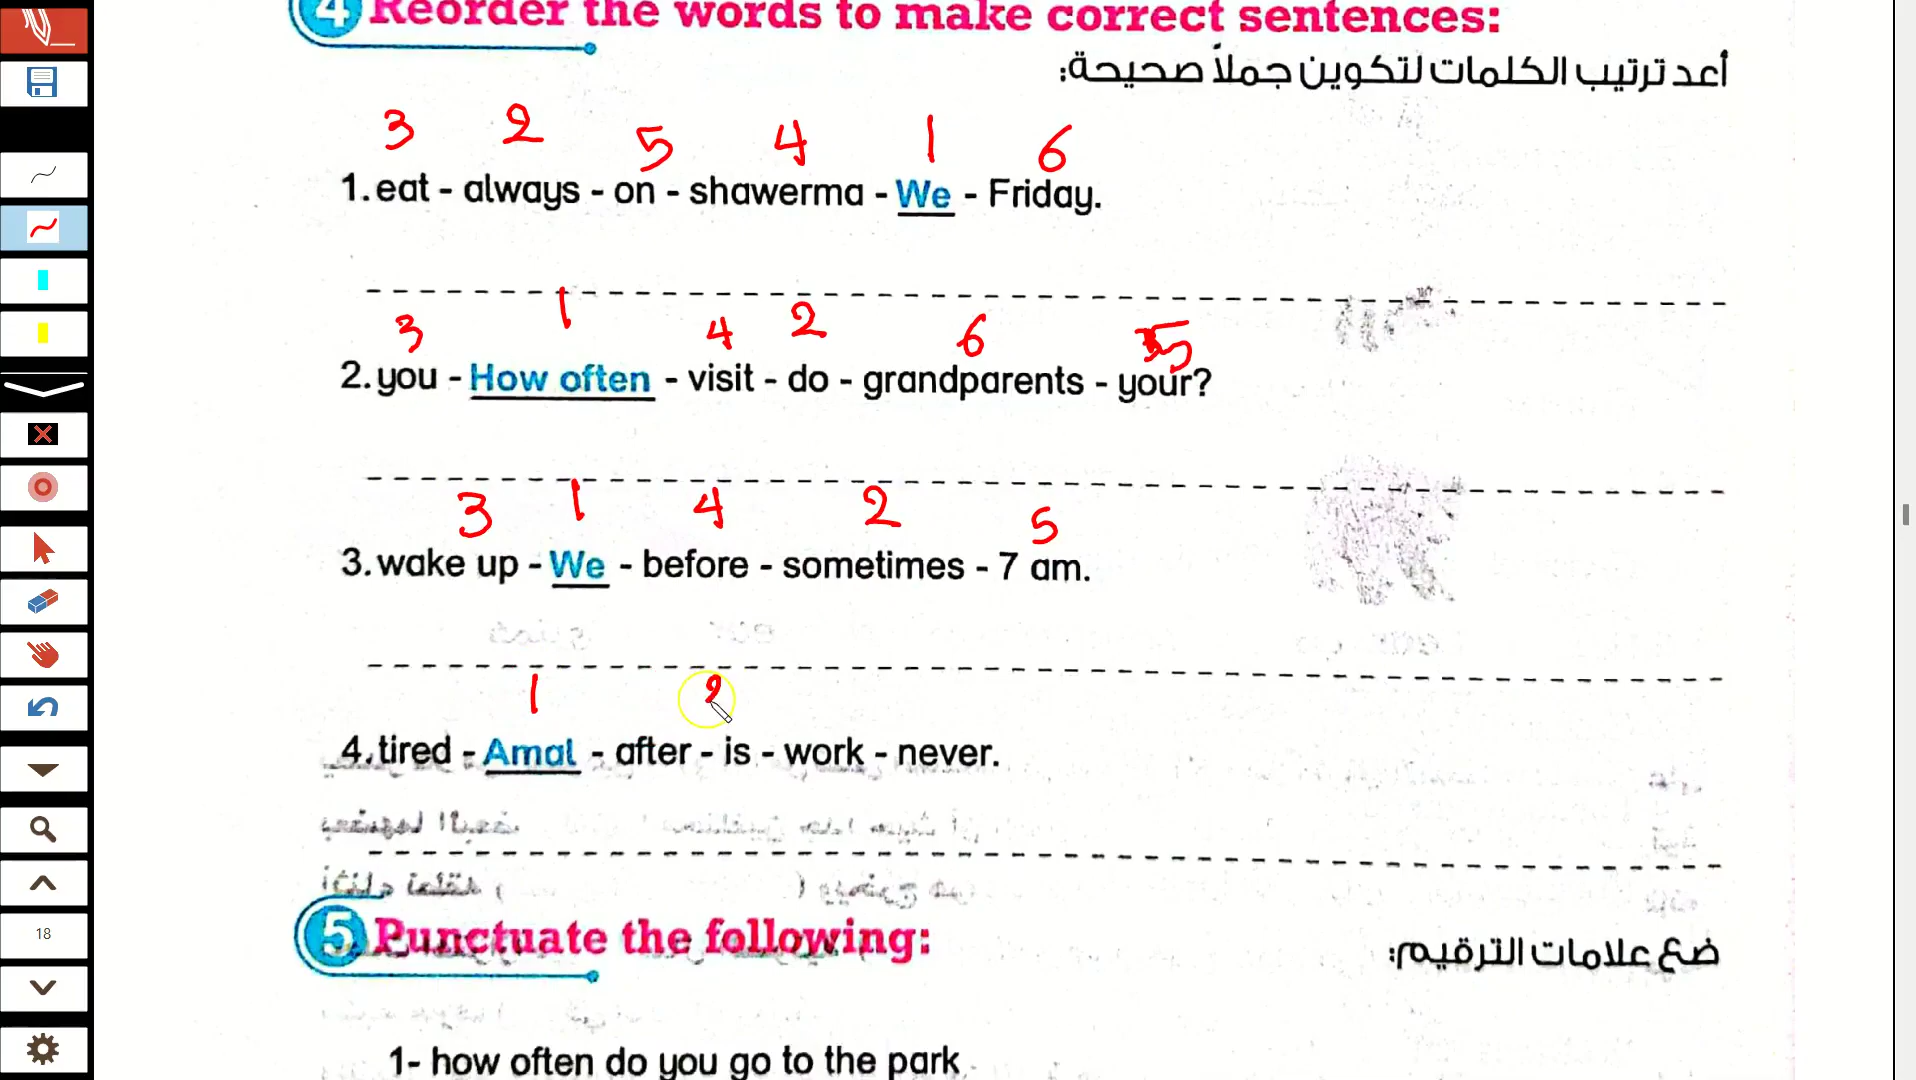 4 Reorder the words to make correct sentences:
أعد ترتيب الكلمات لتكوين جملاً صحيحة:
3 2 5 4 1 6
1. eat - always - on - shawerma - We - Friday.
3 1 4 2 6 5
2. you - How often - visit - do - grandparents - your?
3 1 4 2 5
3. wake up - We - before - sometimes - 7 am.
1 2
4. tired - Amal - after - is - work - never.
5 Punctuate the following:
ضع علامات الترقيم:
1- how often do you go to the park
18